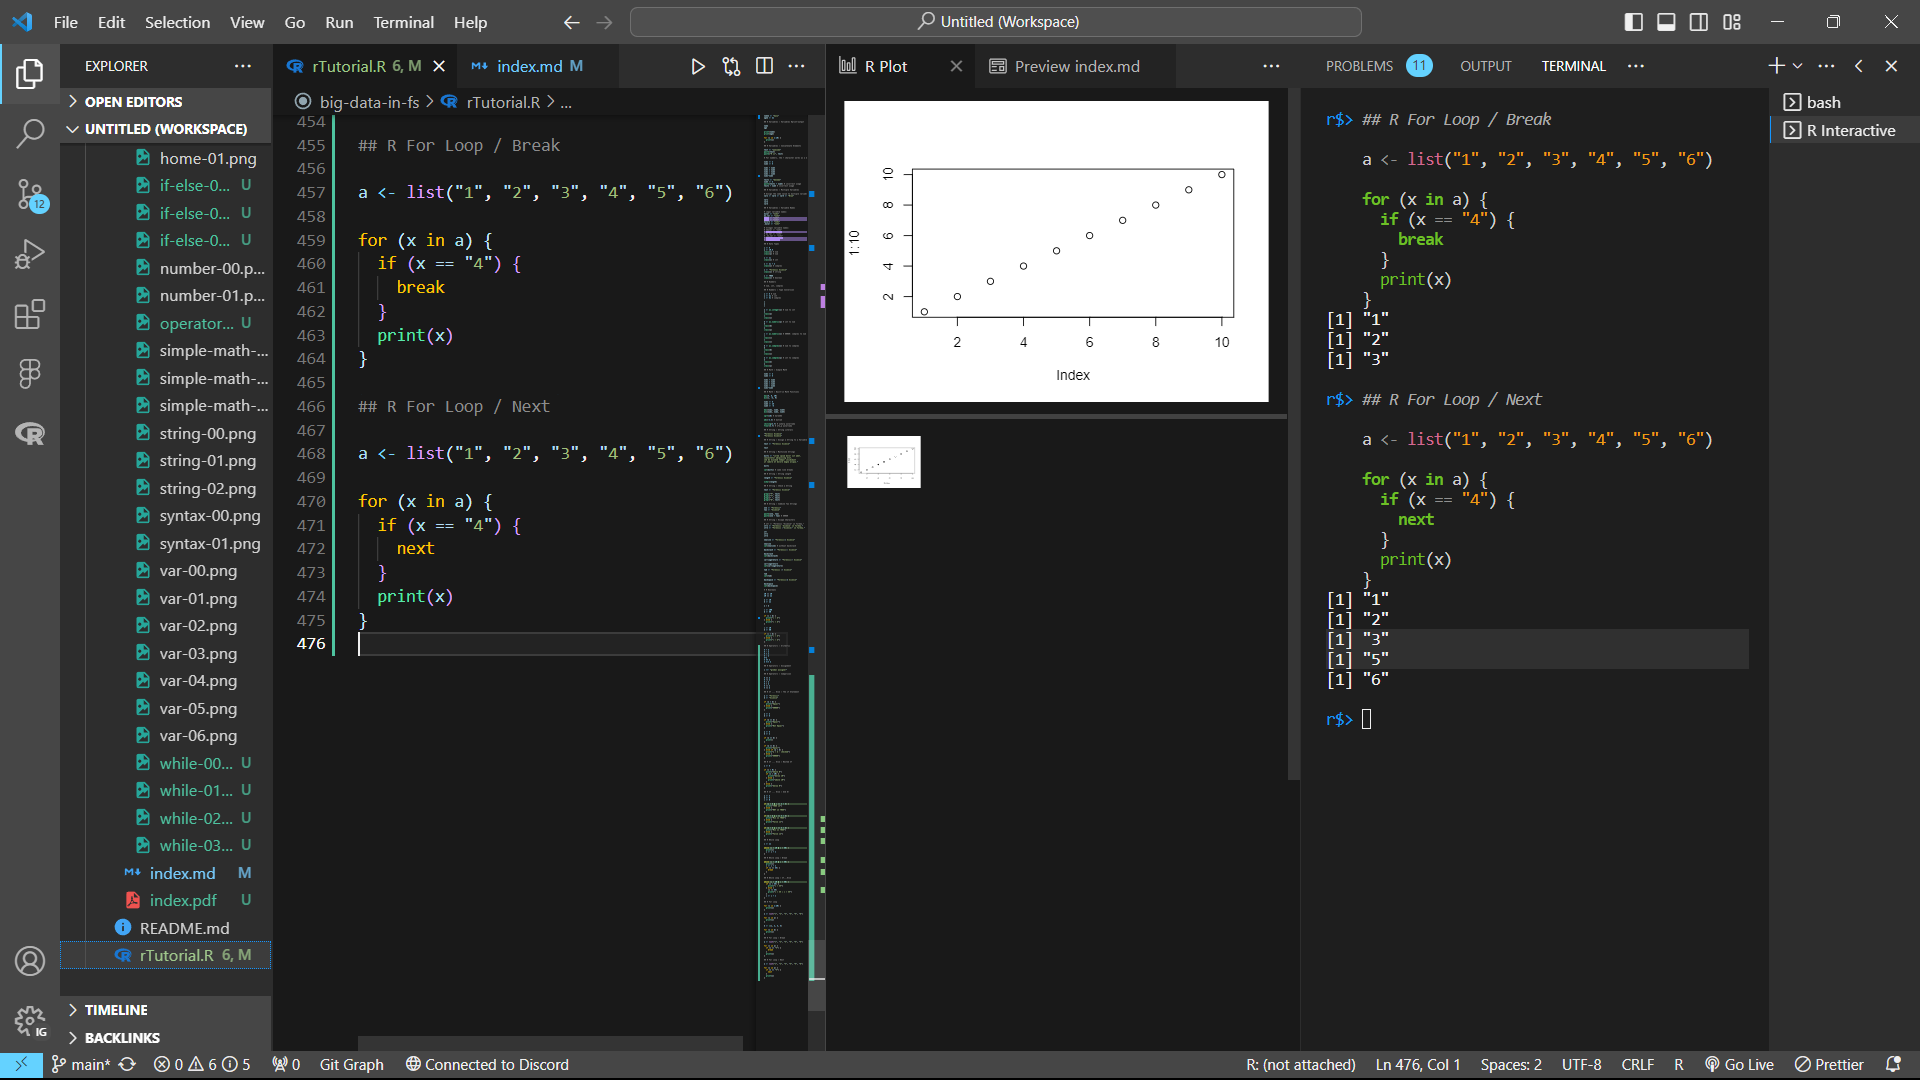 File Edit Selection View Go Run Terminal Help
Untitled (Workspace)
EXPLORER
OPEN EDITORS
UNTITLED (WORKSPACE)
home-01.png
if-else-0... U
if-else-0... U
if-else-0... U
number-00.p...
number-01.p...
operator... U
simple-math-...
simple-math-...
simple-math-...
string-00.png
string-01.png
string-02.png
syntax-00.png
syntax-01.png
var-00.png
var-01.png
var-02.png
var-03.png
var-04.png
var-05.png
var-06.png
while-00... U
while-01... U
while-02... U
while-03... U
index.md M
index.pdf U
README.md
rTutorial.R 6, M
TIMELINE
BACKLINKS
12
IG
rTutorial.R 6, M
index.md M
big-data-in-fs > rTutorial.R > ...
454
455 ## R For Loop / Break
456
457 a <- list("1", "2", "3", "4", "5", "6")
458
459 for (x in a) {
460 if (x == "4") {
461 break
462 }
463 print(x)
464 }
465
466 ## R For Loop / Next
467
468 a <- list("1", "2", "3", "4", "5", "6")
469
470 for (x in a) {
471 if (x == "4") {
472 next
473 }
474 print(x)
475 }
476
R Plot
Preview index.md
1:10
10
8
6
4
2
2 4 6 8 10
Index
PROBLEMS 11 OUTPUT TERMINAL
bash
R Interactive
r$> ## R For Loop / Break
a <- list("1", "2", "3", "4", "5", "6")
for (x in a) {
if (x == "4") {
break
}
print(x)
}
[1] "1"
[1] "2"
[1] "3"
r$> ## R For Loop / Next
a <- list("1", "2", "3", "4", "5", "6")
for (x in a) {
if (x == "4") {
next
}
print(x)
}
[1] "1"
[1] "2"
[1] "3"
[1] "5"
[1] "6"
r$>
main* 0 6 5 0 Git Graph Connected to Discord
R: (not attached) Ln 476, Col 1 Spaces: 2 UTF-8 CRLF R Go Live Prettier